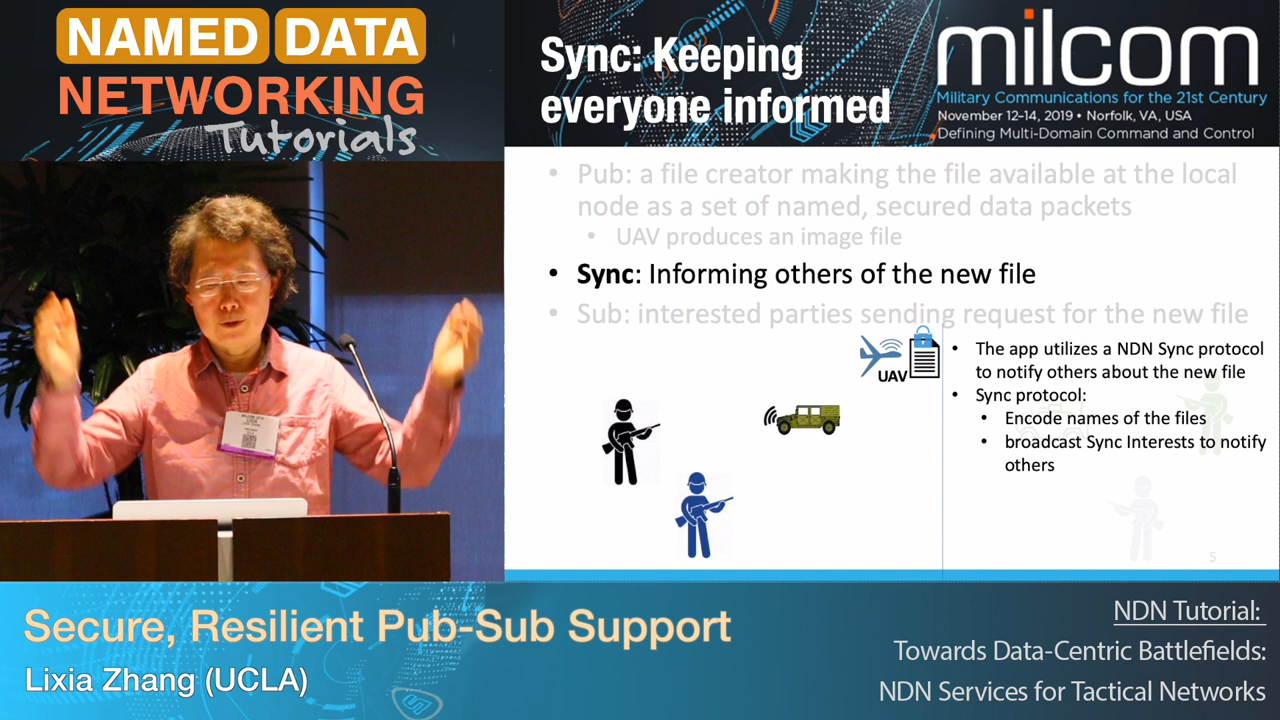 NAMED DATA
NETWORKING
Tutorials
Sync: Keeping
everyone informed
milcom
Military Communications for the 21st Century
November 12-14, 2019 • Norfolk, VA, USA
Defining Multi-Domain Command and Control
• Pub: a file creator making the file available at the local
node as a set of named, secured data packets
• UAV produces an image file
• Sync: Informing others of the new file
• Sub: interested parties sending request for the new file
UAV
• The app utilizes a NDN Sync protocol
to notify others about the new file
• Sync protocol:
• Encode names of the files
• broadcast Sync Interests to notify
others
5
Secure, Resilient Pub-Sub Support
Lixia Zhang (UCLA)
NDN Tutorial:
Towards Data-Centric Battlefields:
NDN Services for Tactical Networks